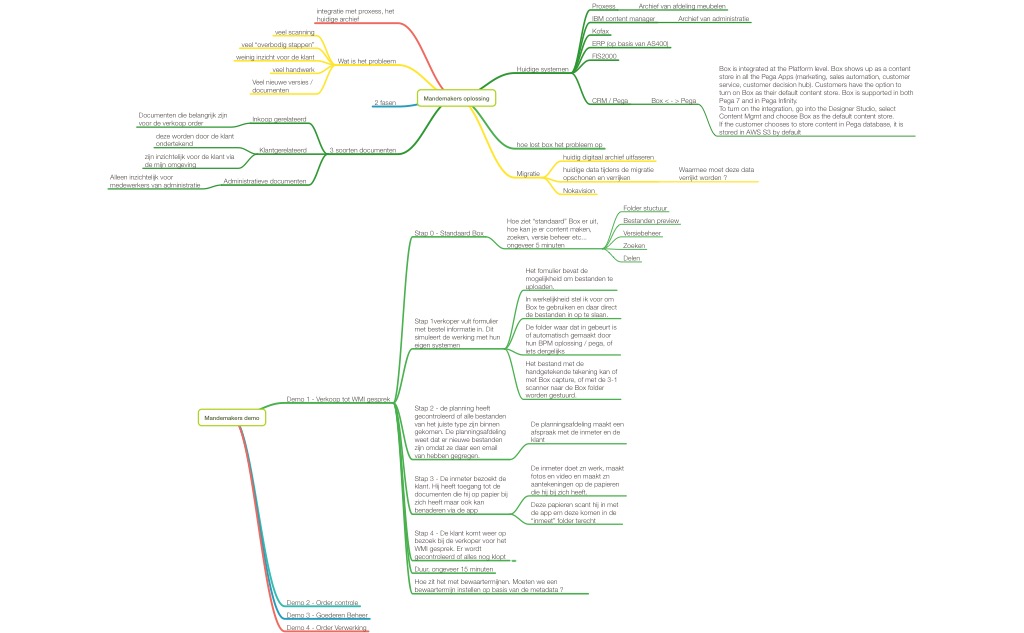 integratie met proxess, het
huidige archief
veel scanning
veel "overbodig stappen"
weinig inzicht voor de klant
veel handwerk
Veel nieuwe versies /
documenten
Wat is het probleem
2 fasen
Documenten die belangrijk zijn
voor de verkoop order
Inkoop gerelateerd
deze worden door de klant
ondertekend
zijn inzichtelijk voor de klant via
de mijn omgeving
Klantgerelateerd
Alleen inzichtelijk voor
medewerkers van administratie
Administratieve documenten
3 soorten documenten
Mandemakers oplossing
Huidige systemen
Proxess
Archief van afdeling meubelen
IBM content manager
Archief van administratie
Kofax
ERP (op basis van AS400)
FIS2000
CRM / Pega
Box < - > Pega
Box is integrated at the Platform level. Box shows up as a content
store in all the Pega Apps (marketing, sales automation, customer
service, customer decision hub). Customers have the option to
turn on Box as their default content store. Box is supported in both
Pega 7 and in Pega Infinity.
To turn on the integration, go into the Designer Studio, select
Content Mgmt and choose Box as the default content store.
If the customer chooses to store content in Pega database, it is
stored in AWS S3 by default
hoe lost box het probleem op
Migratie
huidig digitaal archief uitfaseren
huidige data tijdens de migratie
opschonen en verrijken
Waarmee moet deze data
verrijkt worden ?
Nokavision
Mandemakers demo
Demo 1 - Verkoop tot WMI gesprek
Stap 0 - Standaard Box
Hoe ziet "standaard" Box er uit,
hoe kan je er content maken,
zoeken, versie beheer etc...
ongeveer 5 minuten
Folder stuctuur
Bestanden preview
Versiebeheer
Zoeken
Delen
Stap 1verkoper vult formulier
met bestel informatie in. Dit
simuleert de werking met hun
eigen systemen
Het fomulier bevat de
mogelijkheid om bestanden te
uploaden.
In werkelijkheid stel ik voor om
Box te gebruiken en daar direct
de bestanden in op te slaan.
De folder waar dat in gebeurt is
of automatisch gemaakt door
hun BPM oplossing / pega, of
iets dergelijks
Het bestand met de
handgetekende tekening kan of
met Box capture, of met de 3-1
scanner naar de Box folder
worden gestuurd.
Stap 2 - de planning heeft
gecontroleerd of alle bestanden
van het juiste type zijn binnen
gekomen. De planningsafdeling
weet dat er nieuwe bestanden
zijn omdat ze daar een email
van hebben gegregen.
De planningsafdeling maakt een
afspraak met de inmeter en de
klant
Stap 3 - De inmeter bezoekt de
klant. Hij heeft toegang tot de
documenten die hij op papier bij
zich heeft maar ook kan
benaderen via de app
De inmeter doet zn werk, maakt
fotos en video en maakt zn
aantekeningen op de papieren
die hij bij zich heeft.
Deze papieren scant hij in met
de app em deze komen in de
"inmeet" folder terecht
Stap 4 - De klant komt weer op
bezoek bij de verkoper voor het
WMI gesprek. Er wordt
gecontroleerd of alles nog klopt
Duur, ongeveer 15 minuten
Hoe zit het met bewaartermijnen. Moeten we een
bewaartermijn instellen op basis van de metadata ?
Demo 2 - Order controle
Demo 3 - Goederen Beheer
Demo 4 - Order Verwerking